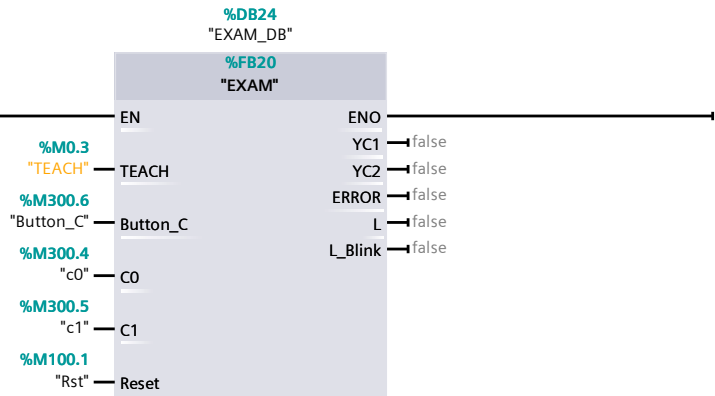 %DB24
"EXAM_DB"
%FB20
"EXAM"
EN ENO
YC1 false
%M0.3
"TEACH" TEACH YC2 false
%M300.6 ERROR false
"Button_C" Button_C L false
%M300.4 L_Blink false
"c0" C0
%M300.5
"c1" C1
%M100.1
"Rst" Reset